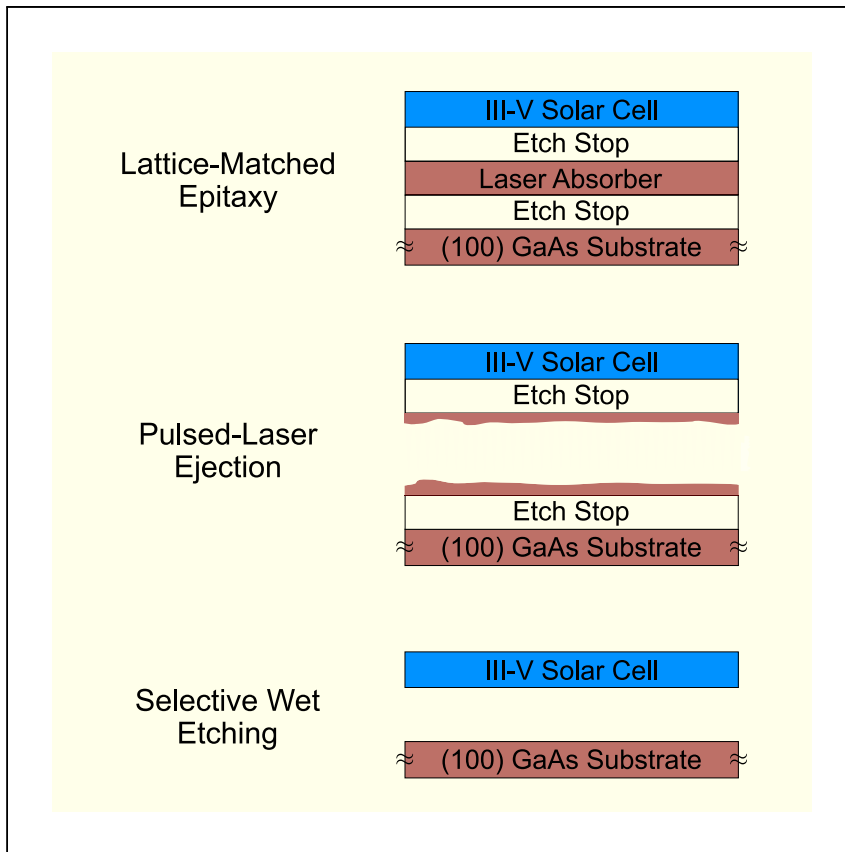 III-V Solar Cell
Etch Stop
Lattice-Matched
Epitaxy
Laser Absorber
Etch Stop
≈ (100) GaAs Substrate ≈
III-V Solar Cell
Etch Stop
Pulsed-Laser
Ejection
Etch Stop
≈ (100) GaAs Substrate ≈
III-V Solar Cell
Selective Wet
Etching
≈ (100) GaAs Substrate ≈